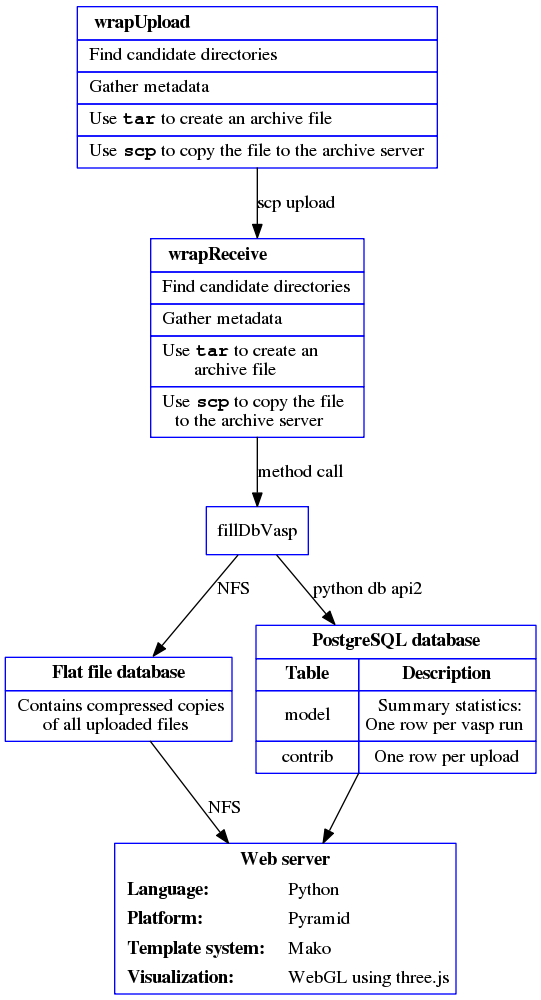 wrapUpload
Find candidate directories
Gather metadata
Use tar to create an archive file
Use scp to copy the file to the archive server
scp upload
wrapReceive
Find candidate directories
Gather metadata
Use tar to create an
archive file
Use scp to copy the file
to the archive server
method call
fillDbVasp
NFS
python db api2
Flat file database
Contains compressed copies
of all uploaded files
PostgreSQL database
Table Description
model
Summary statistics:
One row per vasp run
contrib One row per upload
NFS
Web server
Language: Python
Platform: Pyramid
Template system: Mako
Visualization: WebGL using three.js